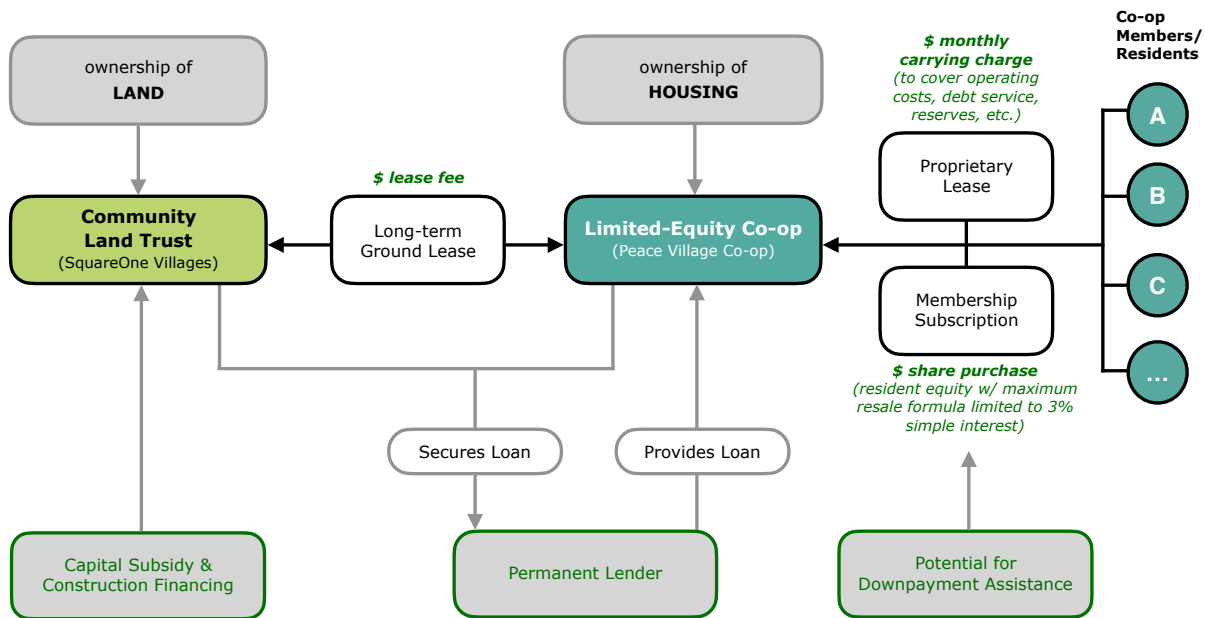 ownership of
LAND
ownership of
HOUSING
$ monthly
carrying charge
(to cover operating
costs, debt service,
reserves, etc.)
Co-op
Members/
Residents
A
B
C
...
Proprietary
Lease
$ lease fee
Community
Land Trust
(SquareOne Villages)
Long-term
Ground Lease
Limited-Equity Co-op
(Peace Village Co-op)
Membership
Subscription
$ share purchase
(resident equity w/ maximum
resale formula limited to 3%
simple interest)
Secures Loan
Provides Loan
Capital Subsidy &
Construction Financing
Permanent Lender
Potential for
Downpayment Assistance